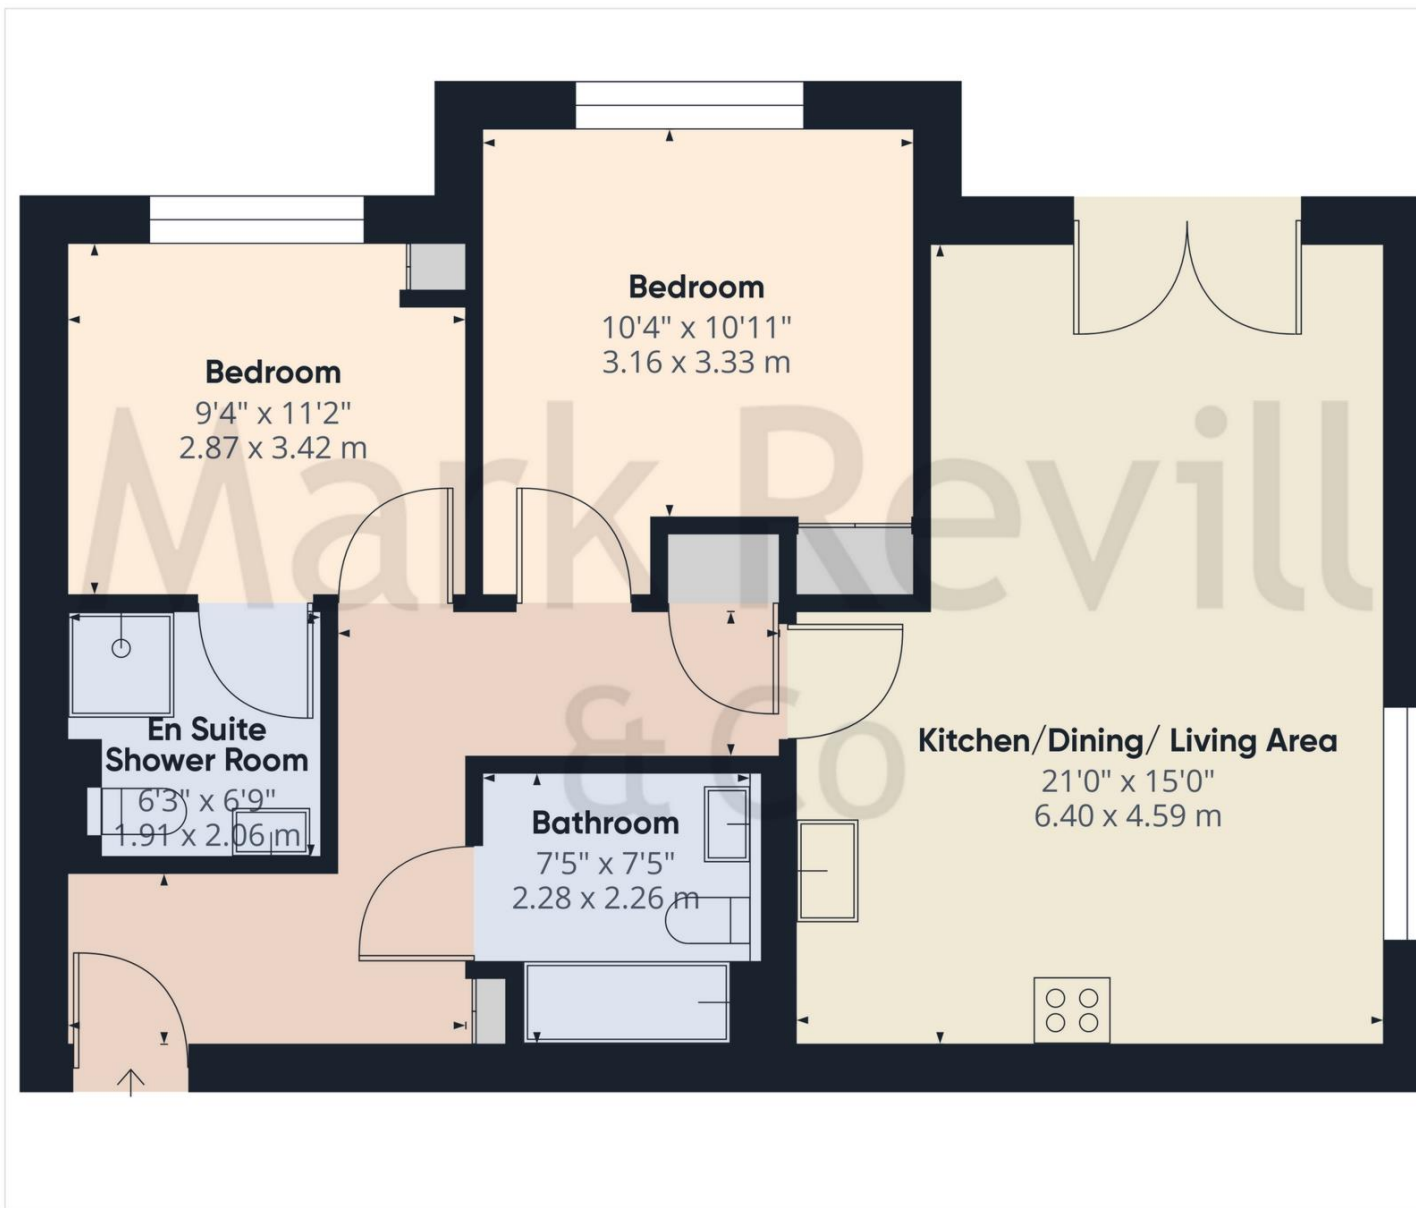 Bedroom
10'4" x 10'11"
3.16 x 3.33 m
Bedroom
9'4" x 11'2"
2.87 x 3.42 m
Mark Revill
& Co
En Suite
Shower Room
6'3" x 6'9"
1.91 x 2.06 m
Bathroom
7'5" x 7'5"
2.28 x 2.26 m
Kitchen/Dining/ Living Area
21'0" x 15'0"
6.40 x 4.59 m